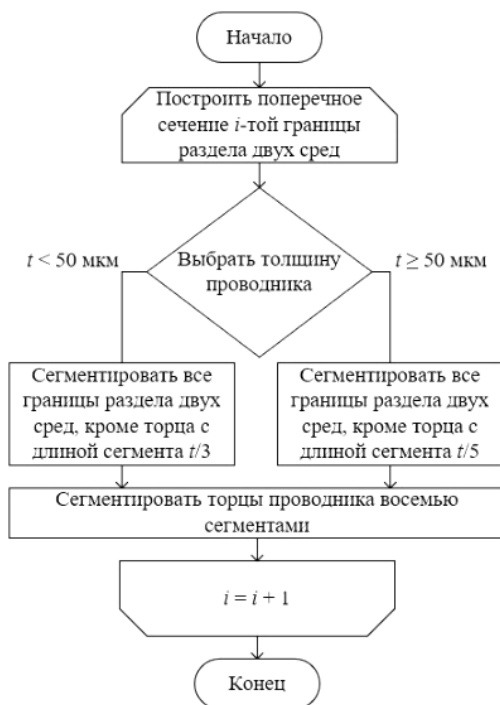 Начало
Построить поперечное
сечение i-той границы
раздела двух сред
t < 50 мкм
Выбрать толщину
проводника
t ≥ 50 мкм
Сегментировать все
границы раздела двух
сред, кроме торца с
длиной сегмента t/3
Сегментировать все
границы раздела двух
сред, кроме торца с
длиной сегмента t/5
Сегментировать торцы проводника восемью
сегментами
i = i + 1
Конец